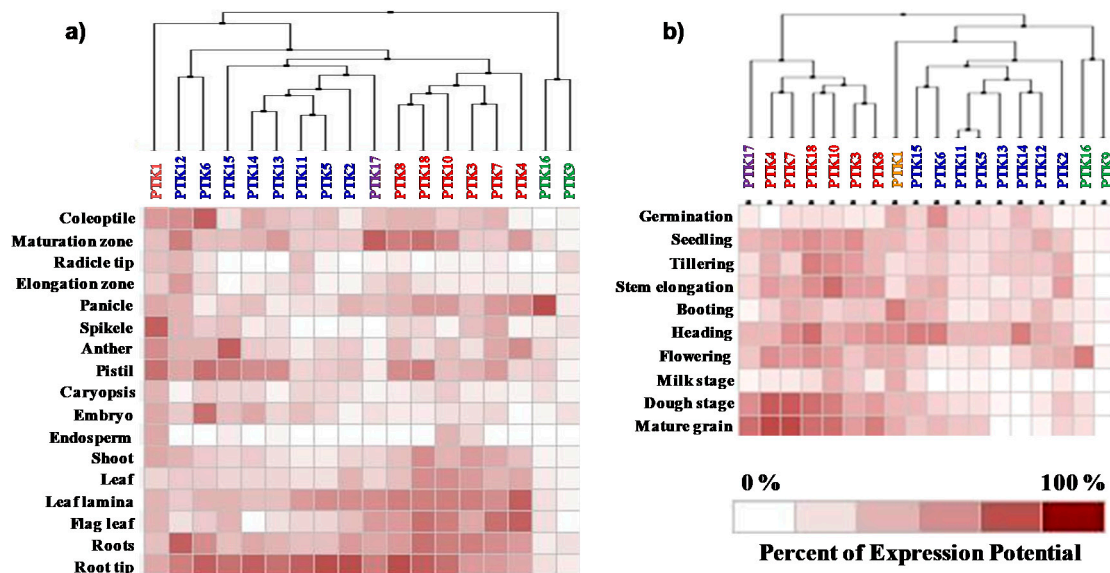 a)
PTK1 PTK12 PTK6 PTK15 PTK14 PTK13 PTK11 PTK5 PTK2 PTK17 PTK8 PTK18 PTK10 PTK3 PTK7 PTK4 PTK16 PTK9
Coleoptile
Maturation zone
Radicle tip
Elongation zone
Panicle
Spikele
Anther
Pistil
Caryopsis
Embryo
Endosperm
Shoot
Leaf
Leaf lamina
Flag leaf
Roots
Root tip
b)
PTK17 PTK4 PTK7 PTK18 PTK10 PTK3 PTK8 PTK1 PTK15 PTK6 PTK11 PTK5 PTK13 PTK14 PTK12 PTK2 PTK16 PTK9
Germination
Seedling
Tillering
Stem elongation
Booting
Heading
Flowering
Milk stage
Dough stage
Mature grain
0 % 100 %
Percent of Expression Potential